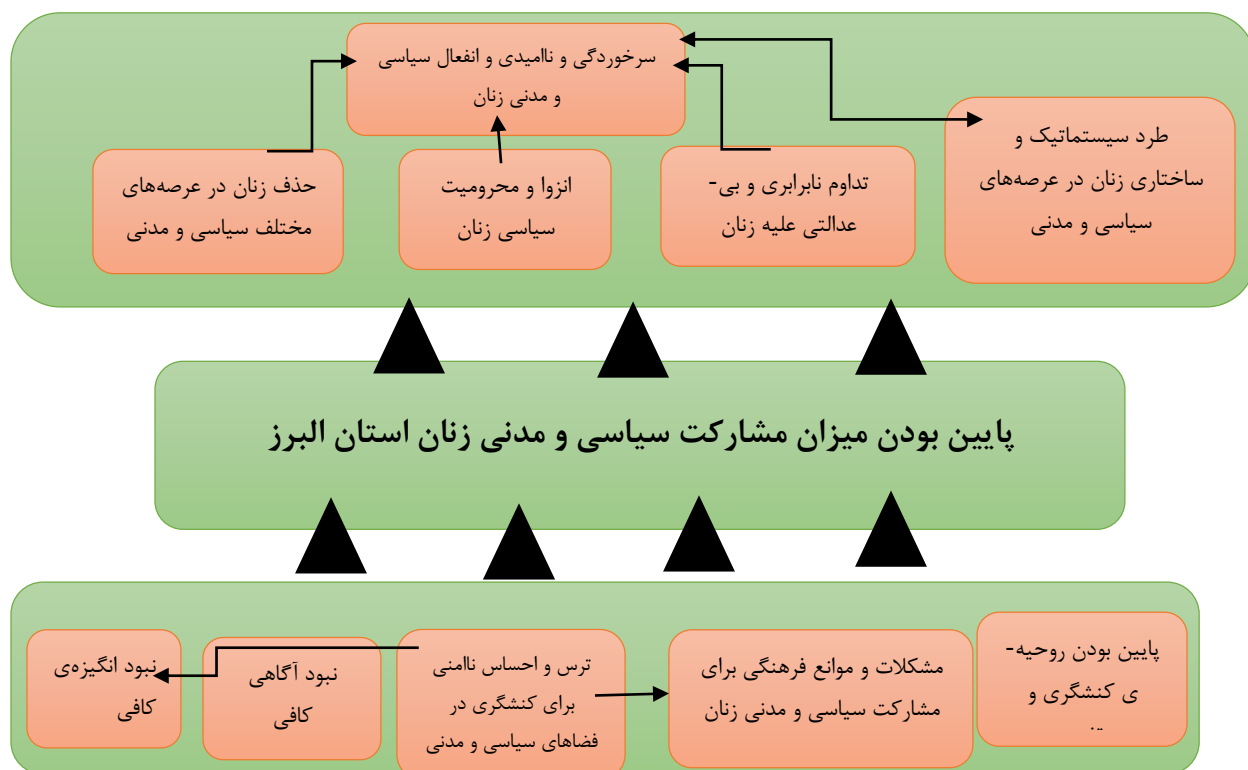 سرخوردگی و ناامیدی و انفعال سیاسی
و مدنی زنان
طرد سیستماتیک و
ساختاری زنان در عرصه‌های
سیاسی و مدنی
تداوم نابرابری و بی-
عدالتی علیه زنان
انزوا و محرومیت
سیاسی زنان
حذف زنان در عرصه‌های
مختلف سیاسی و مدنی
پایین بودن میزان مشارکت سیاسی و مدنی زنان استان البرز
پایین بودن روحیه-
ی کنشگری و
مشکلات و موانع فرهنگی برای
مشارکت سیاسی و مدنی زنان
ترس و احساس ناامنی
برای کنشگری در
فضاهای سیاسی و مدنی
نبود آگاهی
کافی
نبود انگیزه‌ی
کافی